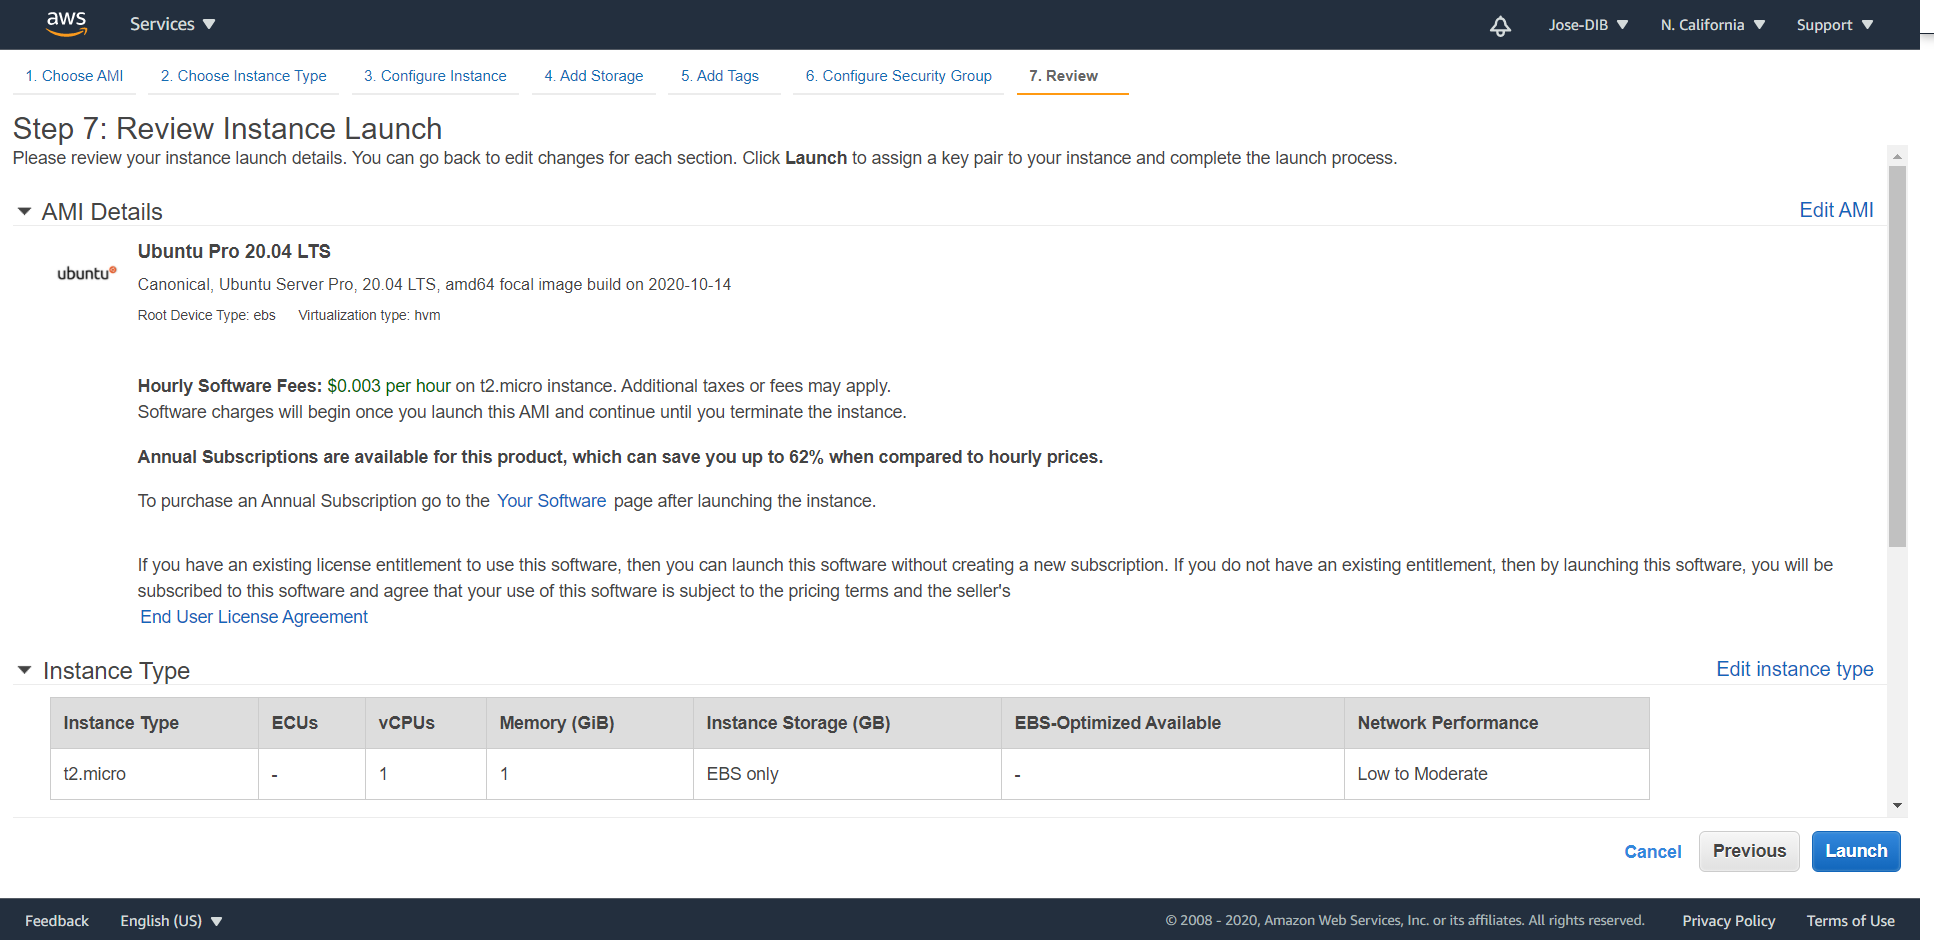 aws Services Jose-DIB N. California Support
1. Choose AMI 2. Choose Instance Type 3. Configure Instance 4. Add Storage 5. Add Tags 6. Configure Security Group 7. Review
Step 7: Review Instance Launch
Please review your instance launch details. You can go back to edit changes for each section. Click Launch to assign a key pair to your instance and complete the launch process.
AMI Details Edit AMI
ubuntu
Ubuntu Pro 20.04 LTS
Canonical, Ubuntu Server Pro, 20.04 LTS, amd64 focal image build on 2020-10-14
Root Device Type: ebs Virtualization type: hvm
Hourly Software Fees: $0.003 per hour on t2.micro instance. Additional taxes or fees may apply.
Software charges will begin once you launch this AMI and continue until you terminate the instance.
Annual Subscriptions are available for this product, which can save you up to 62% when compared to hourly prices.
To purchase an Annual Subscription go to the Your Software page after launching the instance.
If you have an existing license entitlement to use this software, then you can launch this software without creating a new subscription. If you do not have an existing entitlement, then by launching this software, you will be
subscribed to this software and agree that your use of this software is subject to the pricing terms and the seller's
End User License Agreement
Instance Type Edit instance type
Instance Type ECUs vCPUs Memory (GiB) Instance Storage (GB) EBS-Optimized Available Network Performance
t2.micro - 1 1 EBS only - Low to Moderate
Cancel Previous Launch
Feedback English (US) © 2008 - 2020, Amazon Web Services, Inc. or its affiliates. All rights reserved. Privacy Policy Terms of Use